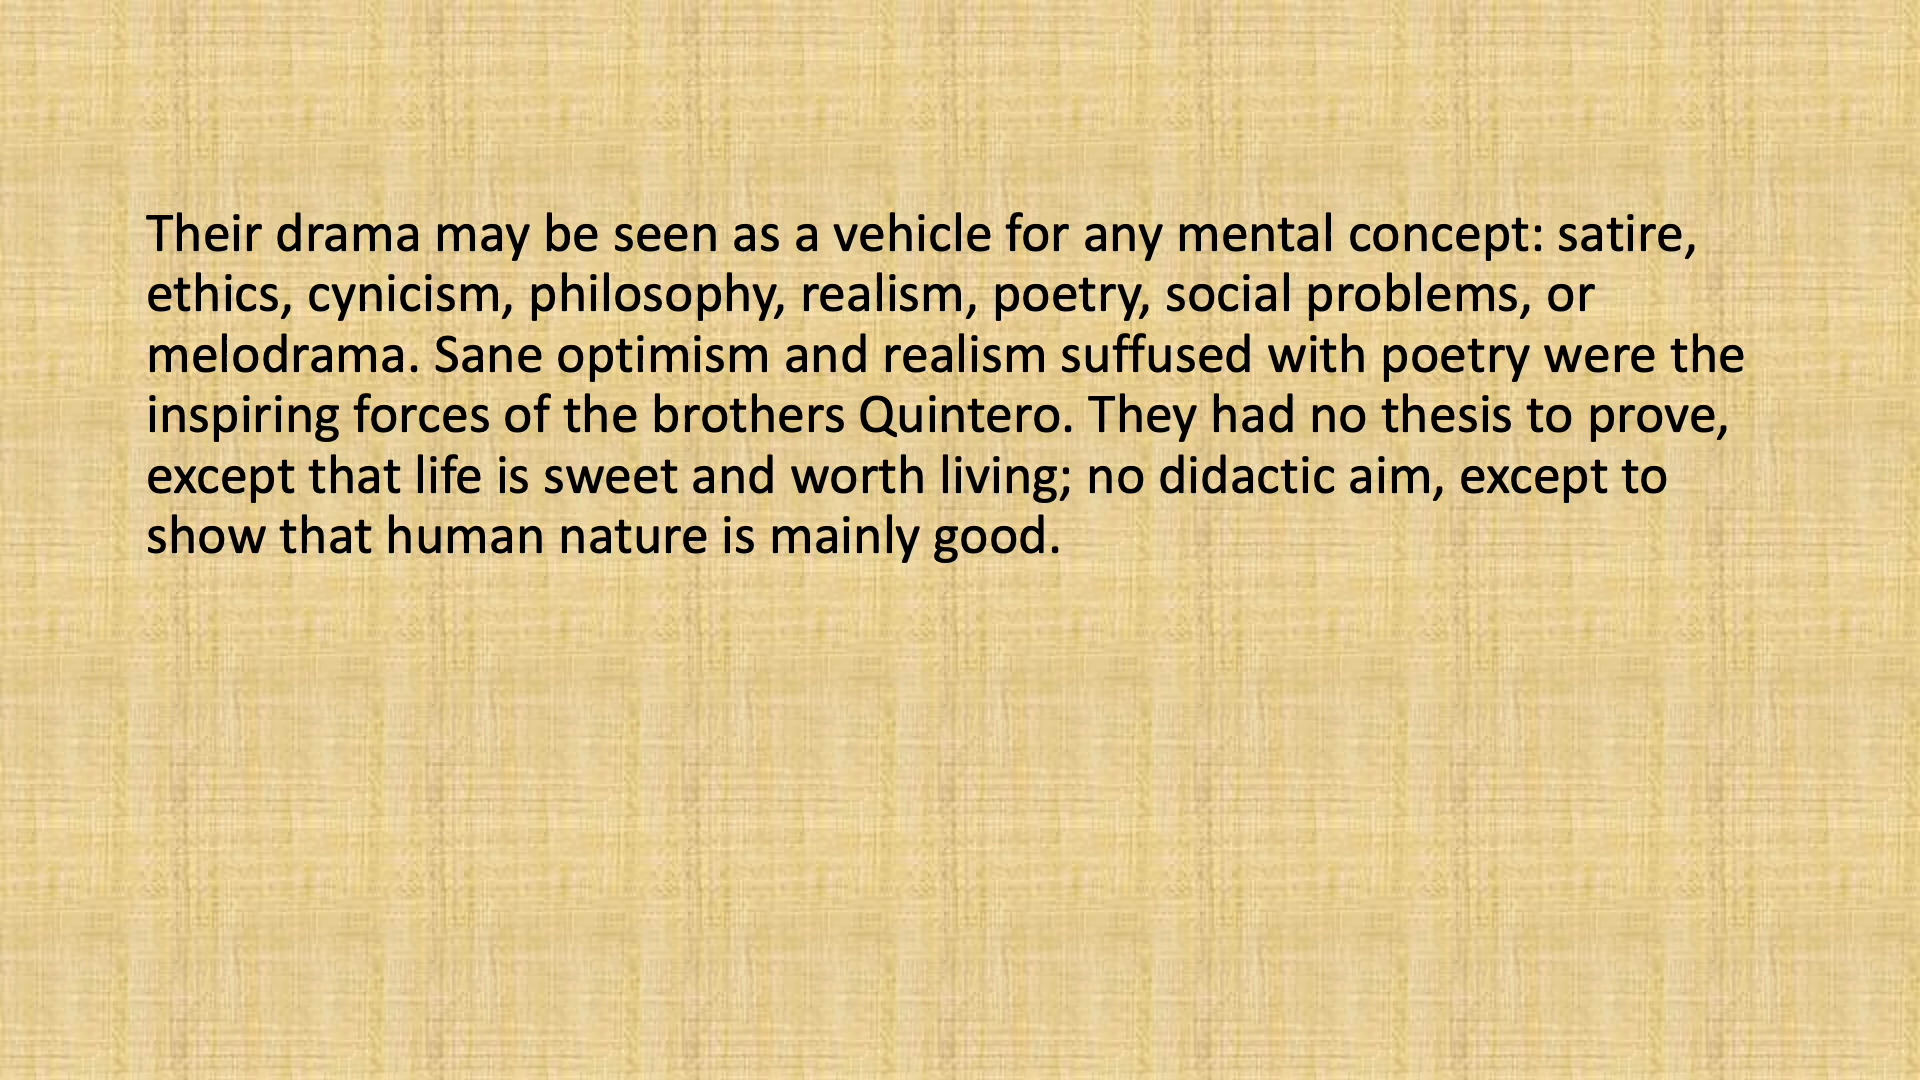 Their drama may be seen as a vehicle for any mental concept: satire,
ethics, cynicism, philosophy, realism, poetry, social problems, or
melodrama. Sane optimism and realism suffused with poetry were the
inspiring forces of the brothers Quintero. They had no thesis to prove,
except that life is sweet and worth living; no didactic aim, except to
show that human nature is mainly good.